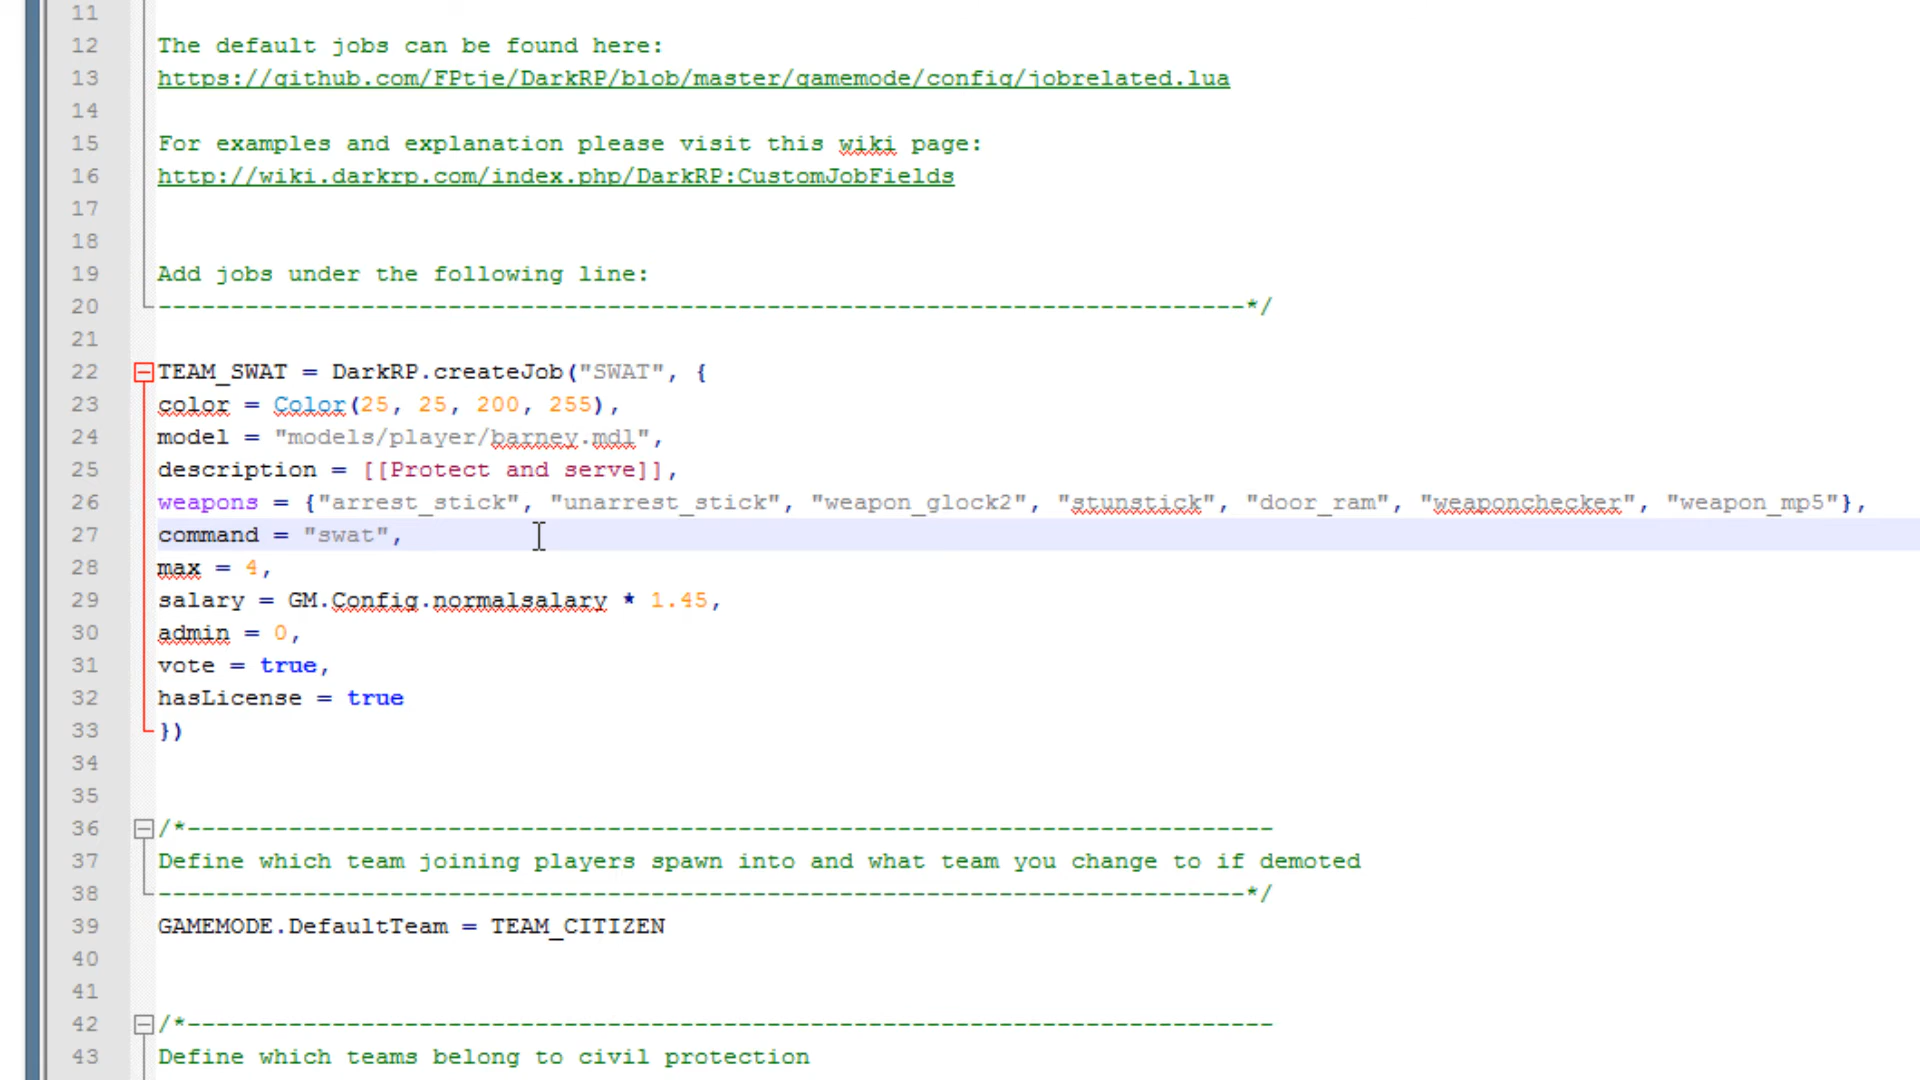 11
12 The default jobs can be found here:
13 https://github.com/FPtje/DarkRP/blob/master/gamemode/config/jobrelated.lua
14
15 For examples and explanation please visit this wiki page:
16 http://wiki.darkrp.com/index.php/DarkRP:CustomJobFields
17
18
19 Add jobs under the following line:
20 ---------------------------------------------------------------------------*/
21
22 TEAM_SWAT = DarkRP.createJob("SWAT", {
23 color = Color(25, 25, 200, 255),
24 model = "models/player/barney.mdl",
25 description = [[Protect and serve]],
26 weapons = {"arrest_stick", "unarrest_stick", "weapon_glock2", "stunstick", "door_ram", "weaponchecker", "weapon_mp5"},
27 command = "swat",
28 max = 4,
29 salary = GM.Config.normalsalary * 1.45,
30 admin = 0,
31 vote = true,
32 hasLicense = true
33 })
34
35
36 /*---------------------------------------------------------------------------
37 Define which team joining players spawn into and what team you change to if demoted
38 ---------------------------------------------------------------------------*/
39 GAMEMODE.DefaultTeam = TEAM_CITIZEN
40
41
42 /*---------------------------------------------------------------------------
43 Define which teams belong to civil protection